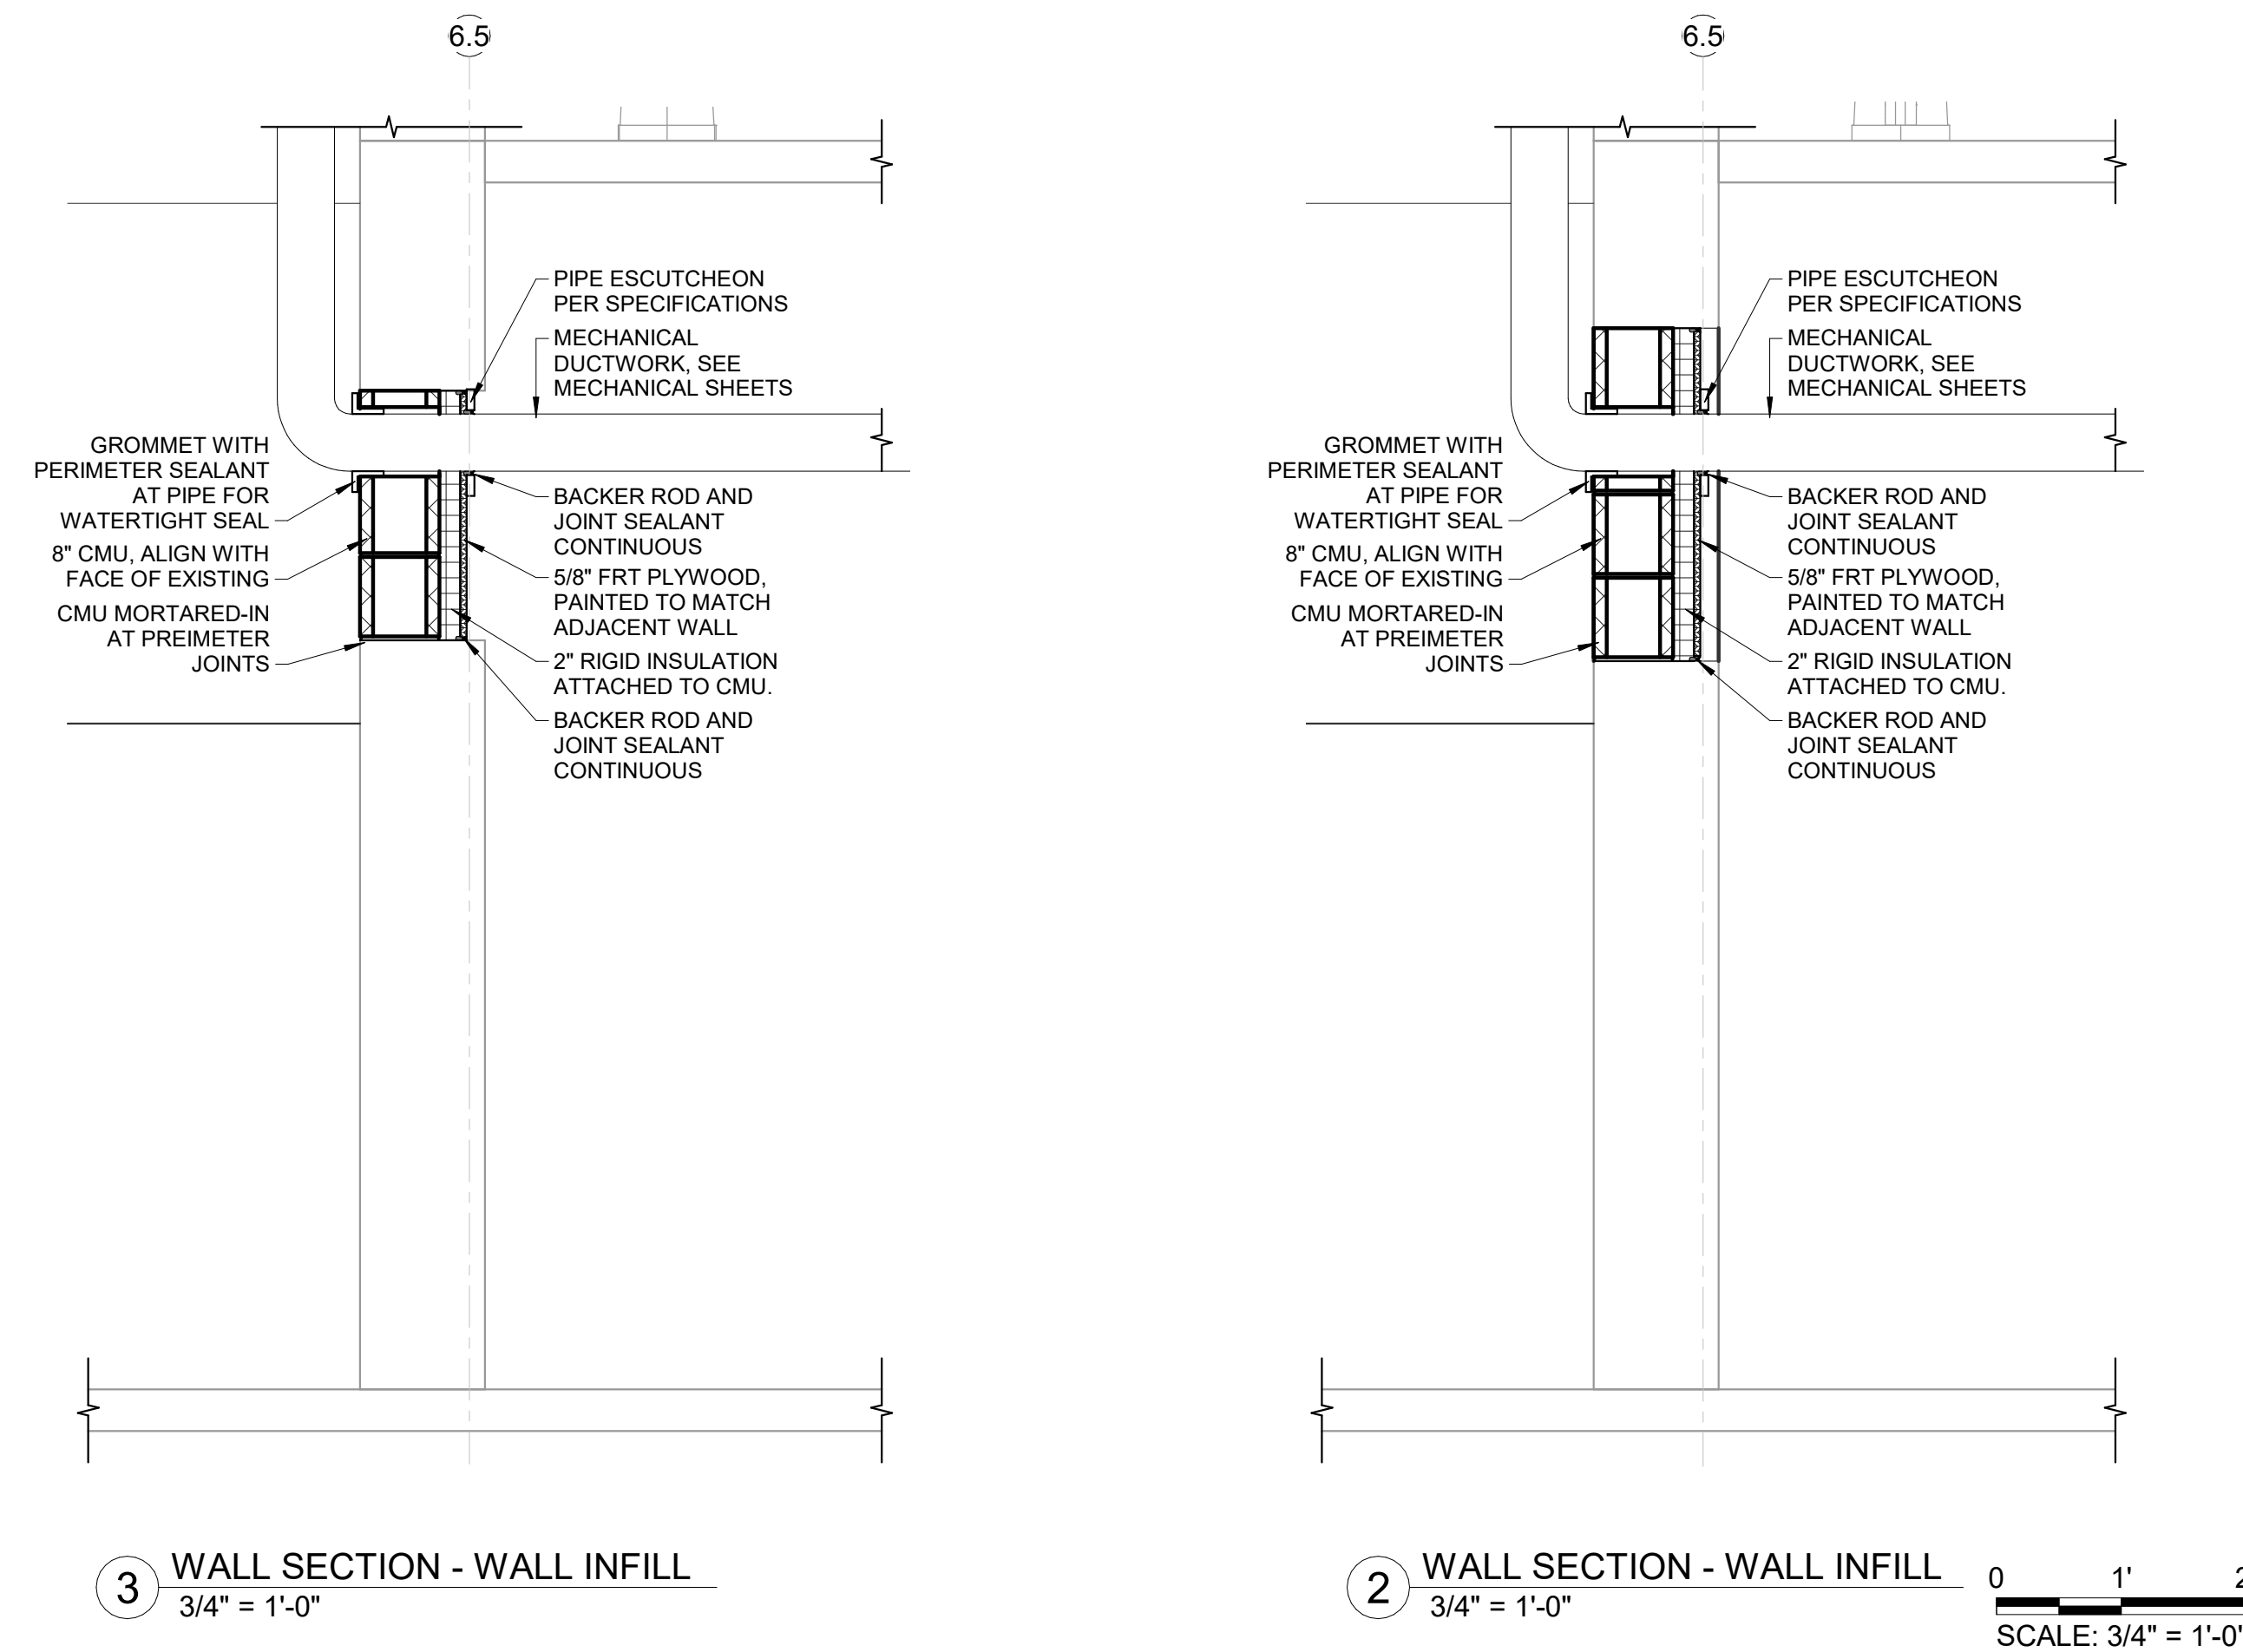 6.5
PIPE ESCUTCHEON
PER SPECIFICATIONS
MECHANICAL
DUCTWORK, SEE
MECHANICAL SHEETS
GROMMET WITH
PERIMETER SEALANT
AT PIPE FOR
WATERTIGHT SEAL
8" CMU, ALIGN WITH
FACE OF EXISTING
CMU MORTARED-IN
AT PREIMETER
JOINTS
BACKER ROD AND
JOINT SEALANT
CONTINUOUS
5/8" FRT PLYWOOD,
PAINTED TO MATCH
ADJACENT WALL
2" RIGID INSULATION
ATTACHED TO CMU.
BACKER ROD AND
JOINT SEALANT
CONTINUOUS
3
WALL SECTION - WALL INFILL
3/4" = 1'-0"
6.5
PIPE ESCUTCHEON
PER SPECIFICATIONS
MECHANICAL
DUCTWORK, SEE
MECHANICAL SHEETS
GROMMET WITH
PERIMETER SEALANT
AT PIPE FOR
WATERTIGHT SEAL
8" CMU, ALIGN WITH
FACE OF EXISTING
CMU MORTARED-IN
AT PREIMETER
JOINTS
BACKER ROD AND
JOINT SEALANT
CONTINUOUS
5/8" FRT PLYWOOD,
PAINTED TO MATCH
ADJACENT WALL
2" RIGID INSULATION
ATTACHED TO CMU.
BACKER ROD AND
JOINT SEALANT
CONTINUOUS
2
WALL SECTION - WALL INFILL
3/4" = 1'-0"
0 1'
SCALE: 3/4" = 1'-0"